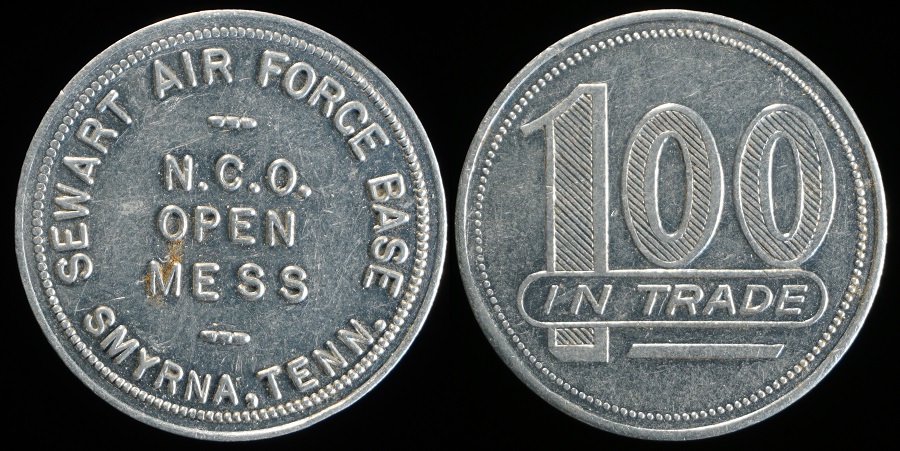 SEWART AIR FORCE BASE
N.C.O.
OPEN
MESS
SMYRNA, TENN.
100
IN TRADE